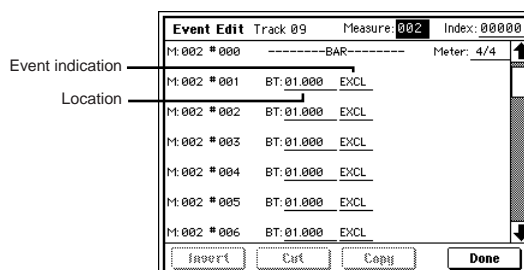 Event Edit Track 09 Measure: 002 Index: 00000
M: 002 #000 --------BAR-------- Meter: 4/4
Event indication
M: 002 #001 BT: 01.000 EXCL
Location
M: 002 #002 BT: 01.000 EXCL
M: 002 #003 BT: 01.000 EXCL
M: 002 #004 BT: 01.000 EXCL
M: 002 #005 BT: 01.000 EXCL
M: 002 #006 BT: 01.000 EXCL
Insert Cut Copy Done